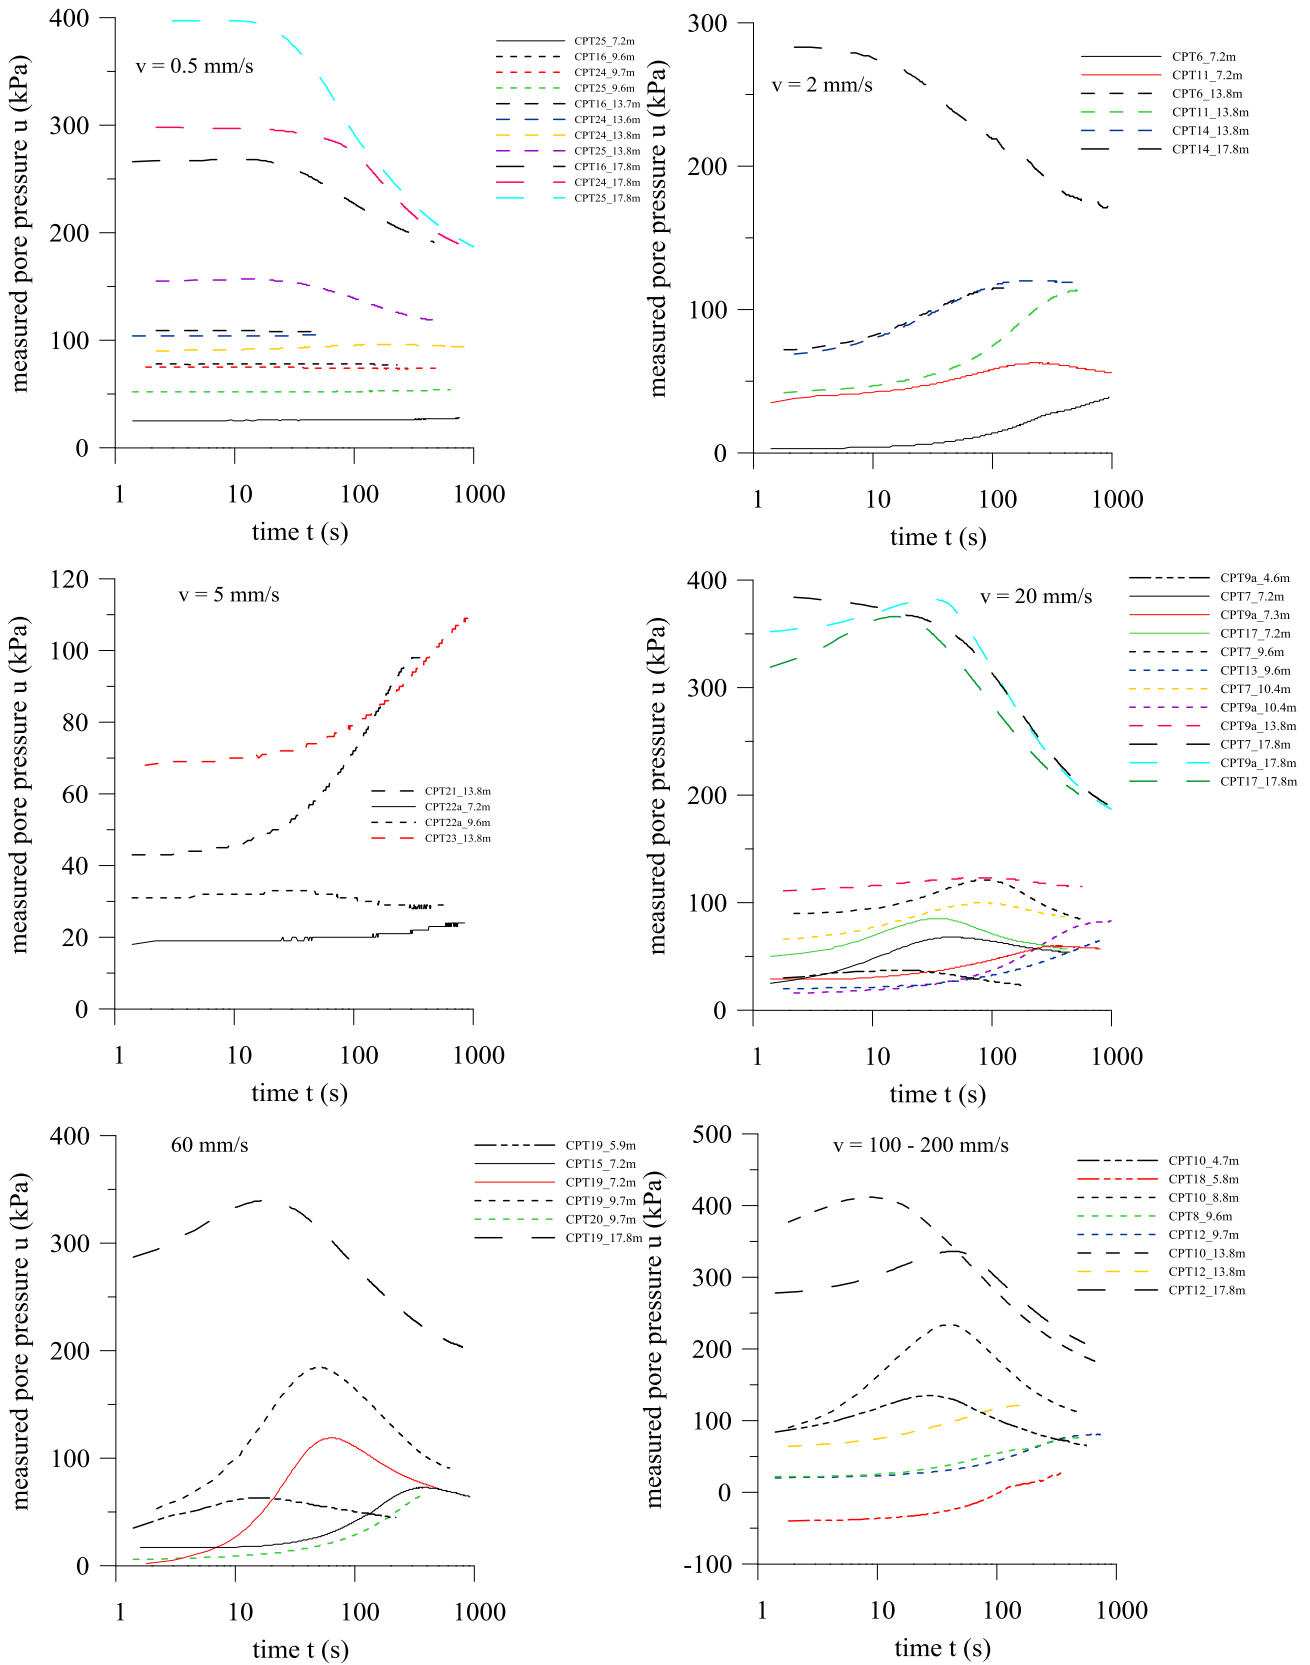 v = 0.5 mm/s
measured pore pressure u (kPa)
400
300
200
100
0
1 10 100 1000
time t (s)
CPT25_7.2m
CPT16_9.6m
CPT24_9.7m
CPT25_9.6m
CPT16_13.7m
CPT24_13.6m
CPT24_13.8m
CPT25_13.8m
CPT16_17.8m
CPT24_17.8m
CPT25_17.8m
v = 2 mm/s
measured pore pressure u (kPa)
300
200
100
0
1 10 100 1000
time t (s)
CPT6_7.2m
CPT11_7.2m
CPT6_13.8m
CPT11_13.8m
CPT14_13.8m
CPT14_17.8m
v = 5 mm/s
measured pore pressure u (kPa)
120
100
80
60
40
20
0
1 10 100 1000
time t (s)
CPT21_13.8m
CPT22a_7.2m
CPT22a_9.6m
CPT23_13.8m
v = 20 mm/s
measured pore pressure u (kPa)
400
300
200
100
0
1 10 100 1000
time t (s)
CPT9a_4.6m
CPT7_7.2m
CPT9a_7.3m
CPT17_7.2m
CPT7_9.6m
CPT13_9.6m
CPT7_10.4m
CPT9a_10.4m
CPT9a_13.8m
CPT7_17.8m
CPT9a_17.8m
CPT17_17.8m
60 mm/s
measured pore pressure u (kPa)
400
300
200
100
0
1 10 100 1000
time t (s)
CPT19_5.9m
CPT15_7.2m
CPT19_7.2m
CPT19_9.7m
CPT20_9.7m
CPT19_17.8m
v = 100 - 200 mm/s
measured pore pressure u (kPa)
500
400
300
200
100
0
-100
1 10 100 1000
time t (s)
CPT10_4.7m
CPT18_5.8m
CPT10_8.8m
CPT8_9.6m
CPT12_9.7m
CPT10_13.8m
CPT12_13.8m
CPT12_17.8m